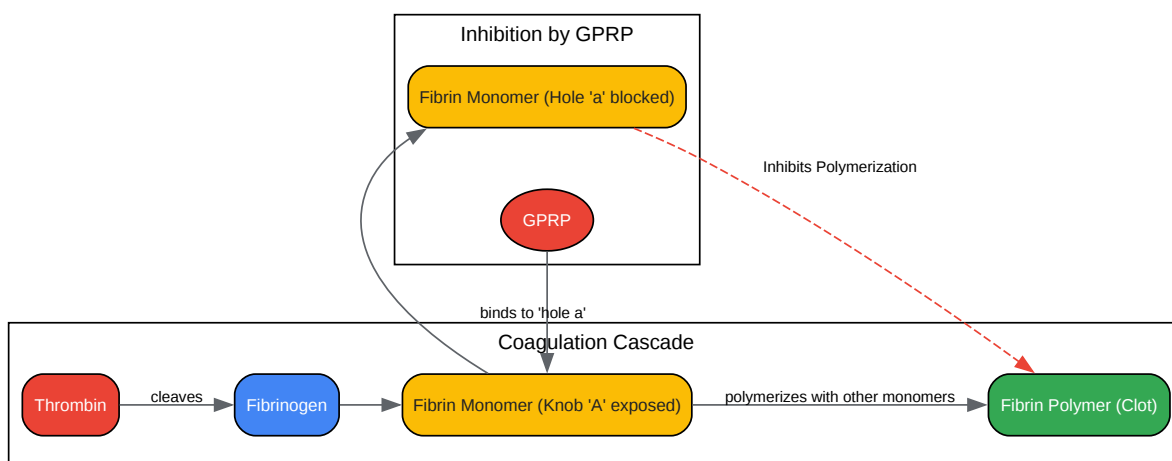 Inhibition by GPRP
Fibrin Monomer (Hole 'a' blocked)
Inhibits Polymerization
GPRP
binds to 'hole a'
Coagulation Cascade
Thrombin
cleaves
Fibrinogen
Fibrin Monomer (Knob 'A' exposed)
polymerizes with other monomers
Fibrin Polymer (Clot)